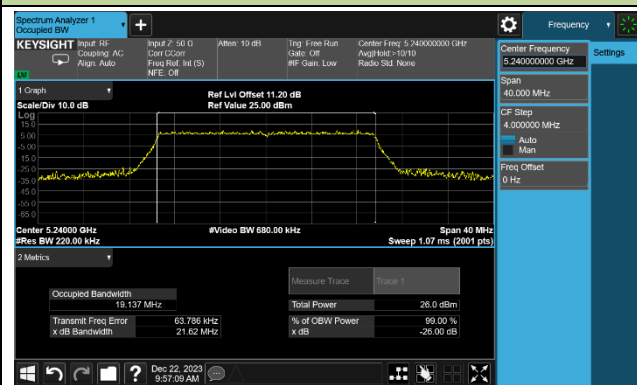 Spectrum Analyzer 1
Occupied BW
Frequency
KEYSIGHT Input: RF
Coupling: AC
Align: Auto
Input Z: 50 Ω
Corr CCorr
Freq Ref: Int (S)
NFE: Off
Atten: 10 dB
Trig: Free Run
Gate: Off
#IF Gain: Low
Center Freq: 5.240000000 GHz
Avg|Hold:>10/10
Radio Std: None
LM
Center Frequency
5.240000000 GHz
Settings
Span
40.000 MHz
CF Step
4.000000 MHz
Auto
Man
Freq Offset
0 Hz
1 Graph
Scale/Div 10.0 dB
Ref Lvl Offset 11.20 dB
Ref Value 25.00 dBm
Log
15.0
5.00
-5.00
-15.0
-25.0
-35.0
-45.0
-55.0
-65.0
Center 5.24000 GHz
#Res BW 220.00 kHz
#Video BW 680.00 kHz
Span 40 MHz
Sweep 1.07 ms (2001 pts)
2 Metrics
Measure Trace Trace 1
Occupied Bandwidth
19.137 MHz
Total Power 26.0 dBm
Transmit Freq Error 63.786 kHz
% of OBW Power 99.00 %
x dB Bandwidth 21.62 MHz
x dB -26.00 dB
Dec 22, 2023
9:57:09 AM